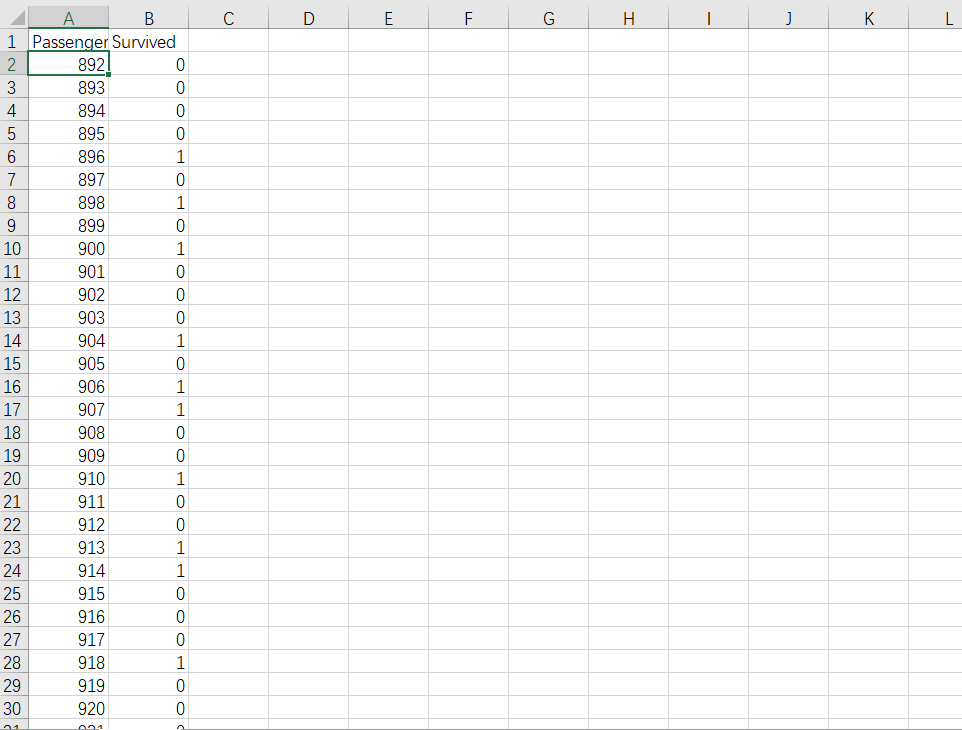 A B C D E F G H I J K L
1 Passenger Survived
2 892 0
3 893 0
4 894 0
5 895 0
6 896 1
7 897 0
8 898 1
9 899 0
10 900 1
11 901 0
12 902 0
13 903 0
14 904 1
15 905 0
16 906 1
17 907 1
18 908 0
19 909 0
20 910 1
21 911 0
22 912 0
23 913 1
24 914 1
25 915 0
26 916 0
27 917 0
28 918 1
29 919 0
30 920 0